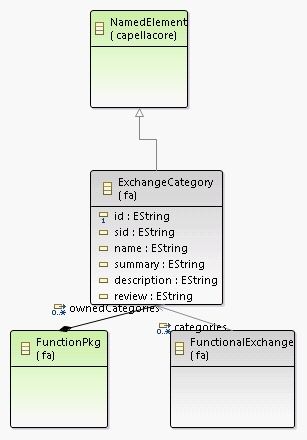 NamedElement
(capellacore)
ExchangeCategory
(fa)
id : EString
sid : EString
name : EString
summary : EString
description : EString
review : EString
ownedCategories
0..*
categories
0..*
FunctionPkg
(fa)
FunctionalExchange
(fa)